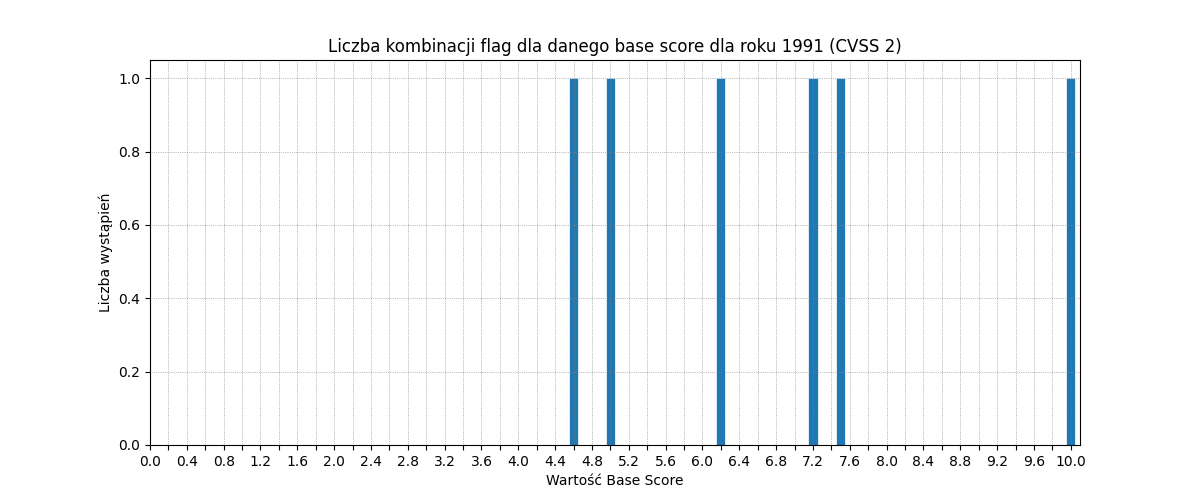 Liczba kombinacji flag dla danego base score dla roku 1991 (CVSS 2)
1.0
0.8
0.6
0.4
0.2
0.0
Liczba wystąpień
0.0 0.4 0.8 1.2 1.6 2.0 2.4 2.8 3.2 3.6 4.0 4.4 4.8 5.2 5.6 6.0 6.4 6.8 7.2 7.6 8.0 8.4 8.8 9.2 9.6 10.0
Wartość Base Score